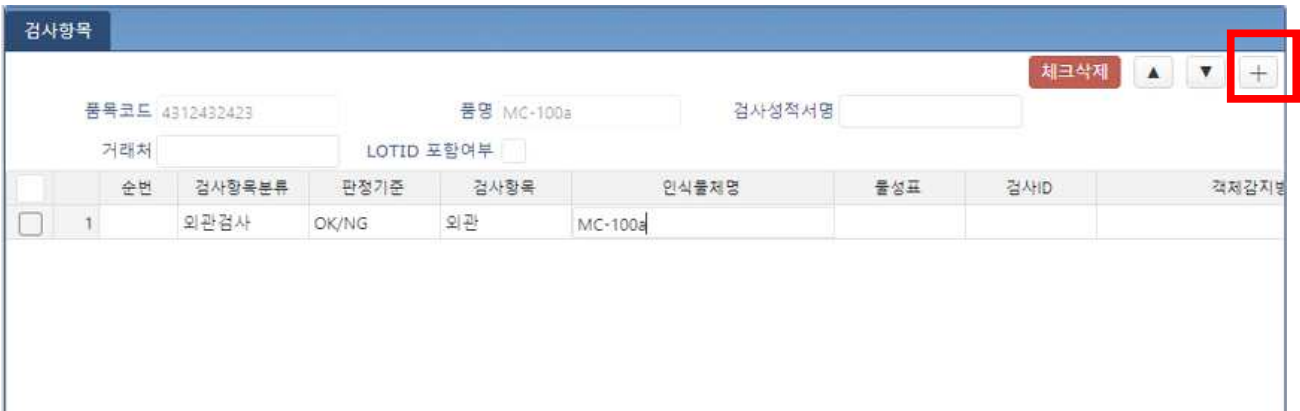 검사항목
체크삭제 ▲ ▼ +
품목코드 4312432423 품명 MC-100a 검사성적서명
거래처 LOTID 포함여부
순번 검사항목분류 판정기준 검사항목 인식물체명 물성표 검사ID 객체감지방
1 외관검사 OK/NG 외관 MC-100a